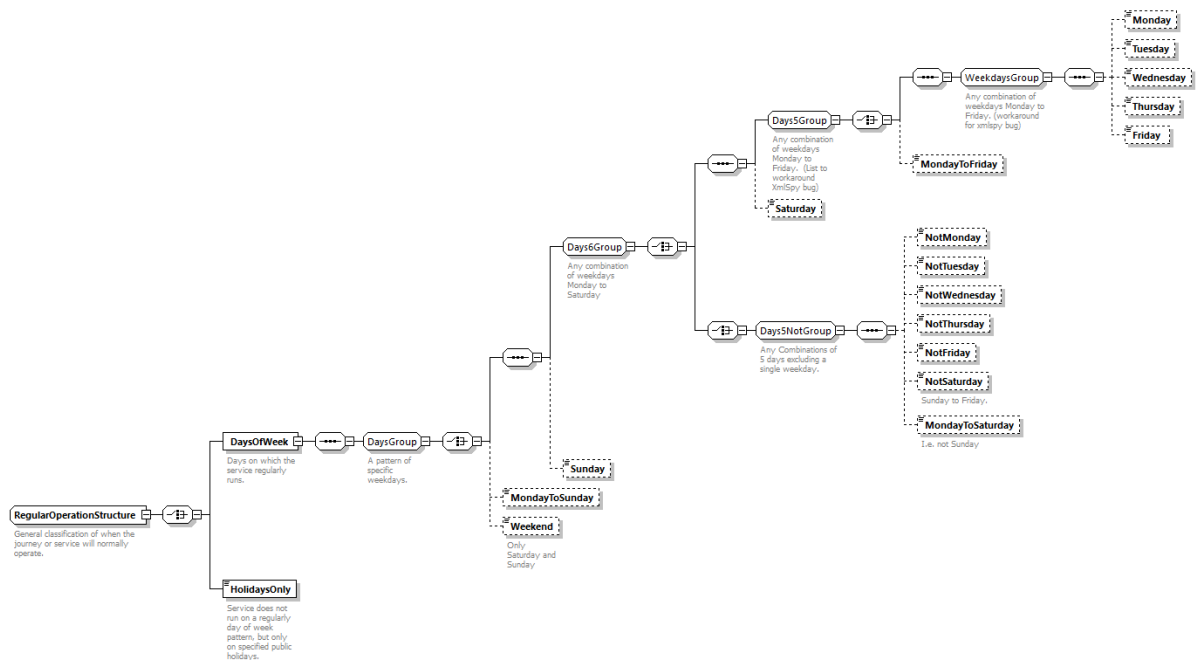 Monday
Tuesday
Wednesday
Thursday
Friday
WeekdaysGroup
Any combination of
weekdays Monday to
Friday. (workaround
for xmlspy bug)
MondayToFriday
Days5Group
Any combination
of weekdays
Monday to
Friday. (List to
workaround
XmlSpy bug)
Saturday
Days6Group
Any combination
of weekdays
Monday to
Saturday
NotMonday
NotTuesday
NotWednesday
NotThursday
NotFriday
NotSaturday
Sunday to Friday.
MondayToSaturday
I.e. not Sunday
Days5NotGroup
Any Combinations of
5 days excluding a
single weekday.
DaysOfWeek
Days on which the
service regularly
runs.
DaysGroup
A pattern of
specific
weekdays.
Sunday
MondayToSunday
Weekend
Only
Saturday and
Sunday
RegularOperationStructure
General classification of when the
journey or service will normally
operate.
HolidaysOnly
Service does not
run on a regularly
day of week
pattern, but only
on specified public
holidays.